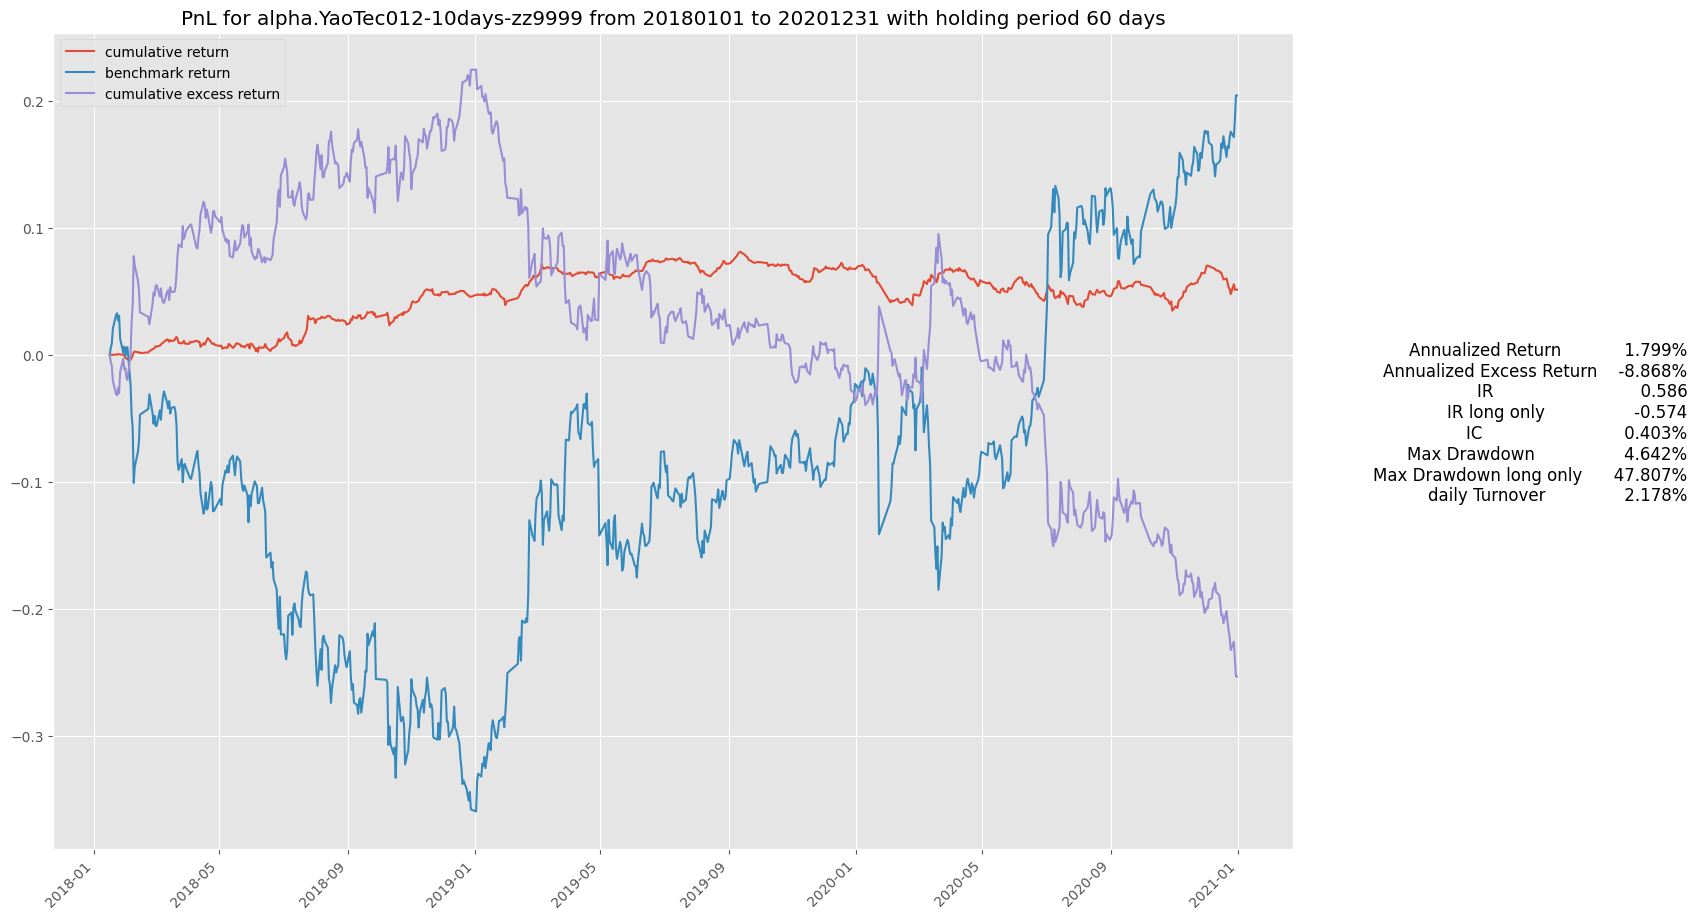 PnL for alpha.YaoTec012-10days-zz9999 from 20180101 to 20201231 with holding period 60 days
cumulative return
benchmark return
cumulative excess return
0.2
0.1
0.0
−0.1
−0.2
−0.3
2018-01
2018-05
2018-09
2019-01
2019-05
2019-09
2020-01
2020-05
2020-09
2021-01
Annualized Return 1.799%
Annualized Excess Return -8.868%
IR 0.586
IR long only -0.574
IC 0.403%
Max Drawdown 4.642%
Max Drawdown long only 47.807%
daily Turnover 2.178%